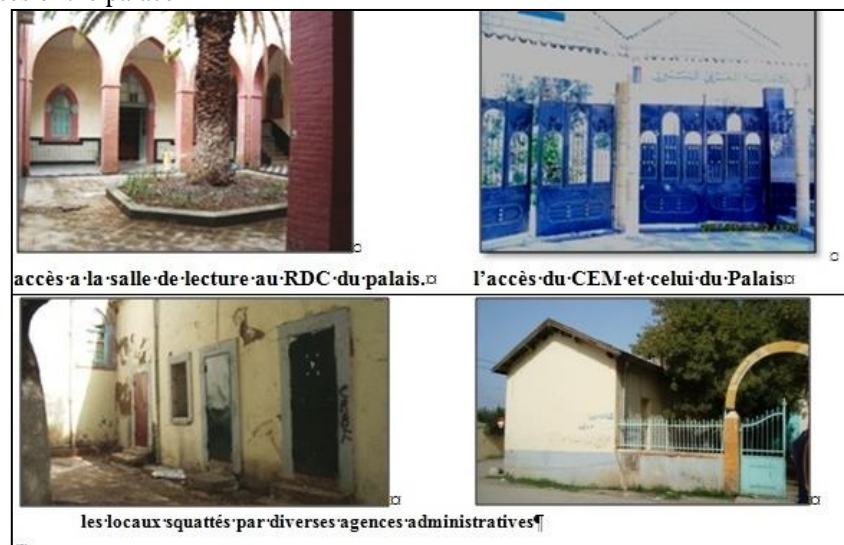 accès a la salle de lecture au RDC du palais.
l'accès du CEM et celui du Palais
les locaux squattés par diverses agences administratives¶